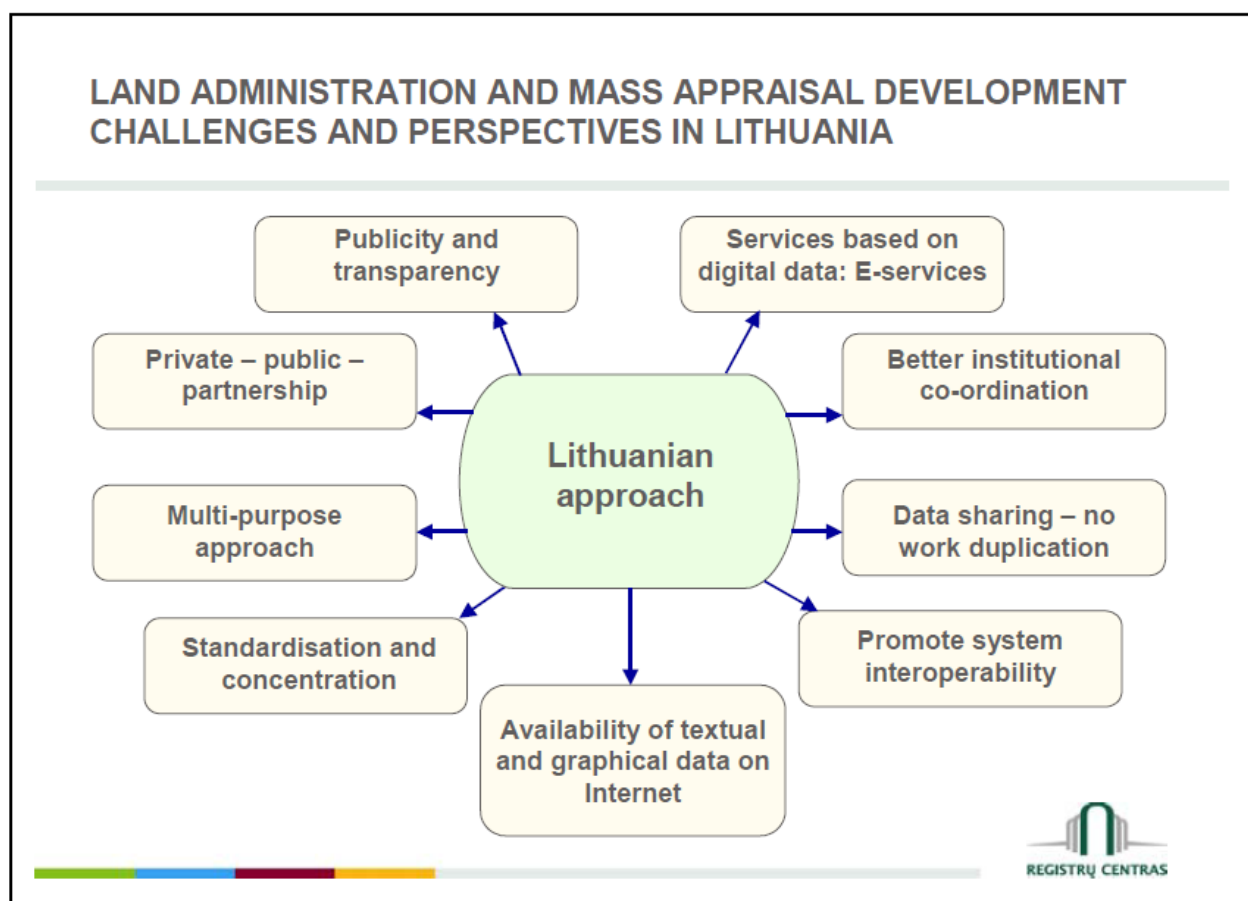 LAND ADMINISTRATION AND MASS APPRAISAL DEVELOPMENT
CHALLENGES AND PERSPECTIVES IN LITHUANIA
Publicity and
transparency
Services based on
digital data: E-services
Private – public –
partnership
Better institutional
co-ordination
Lithuanian
approach
Multi-purpose
approach
Data sharing – no
work duplication
Standardisation and
concentration
Promote system
interoperability
Availability of textual
and graphical data on
Internet
REGISTRŲ CENTRAS